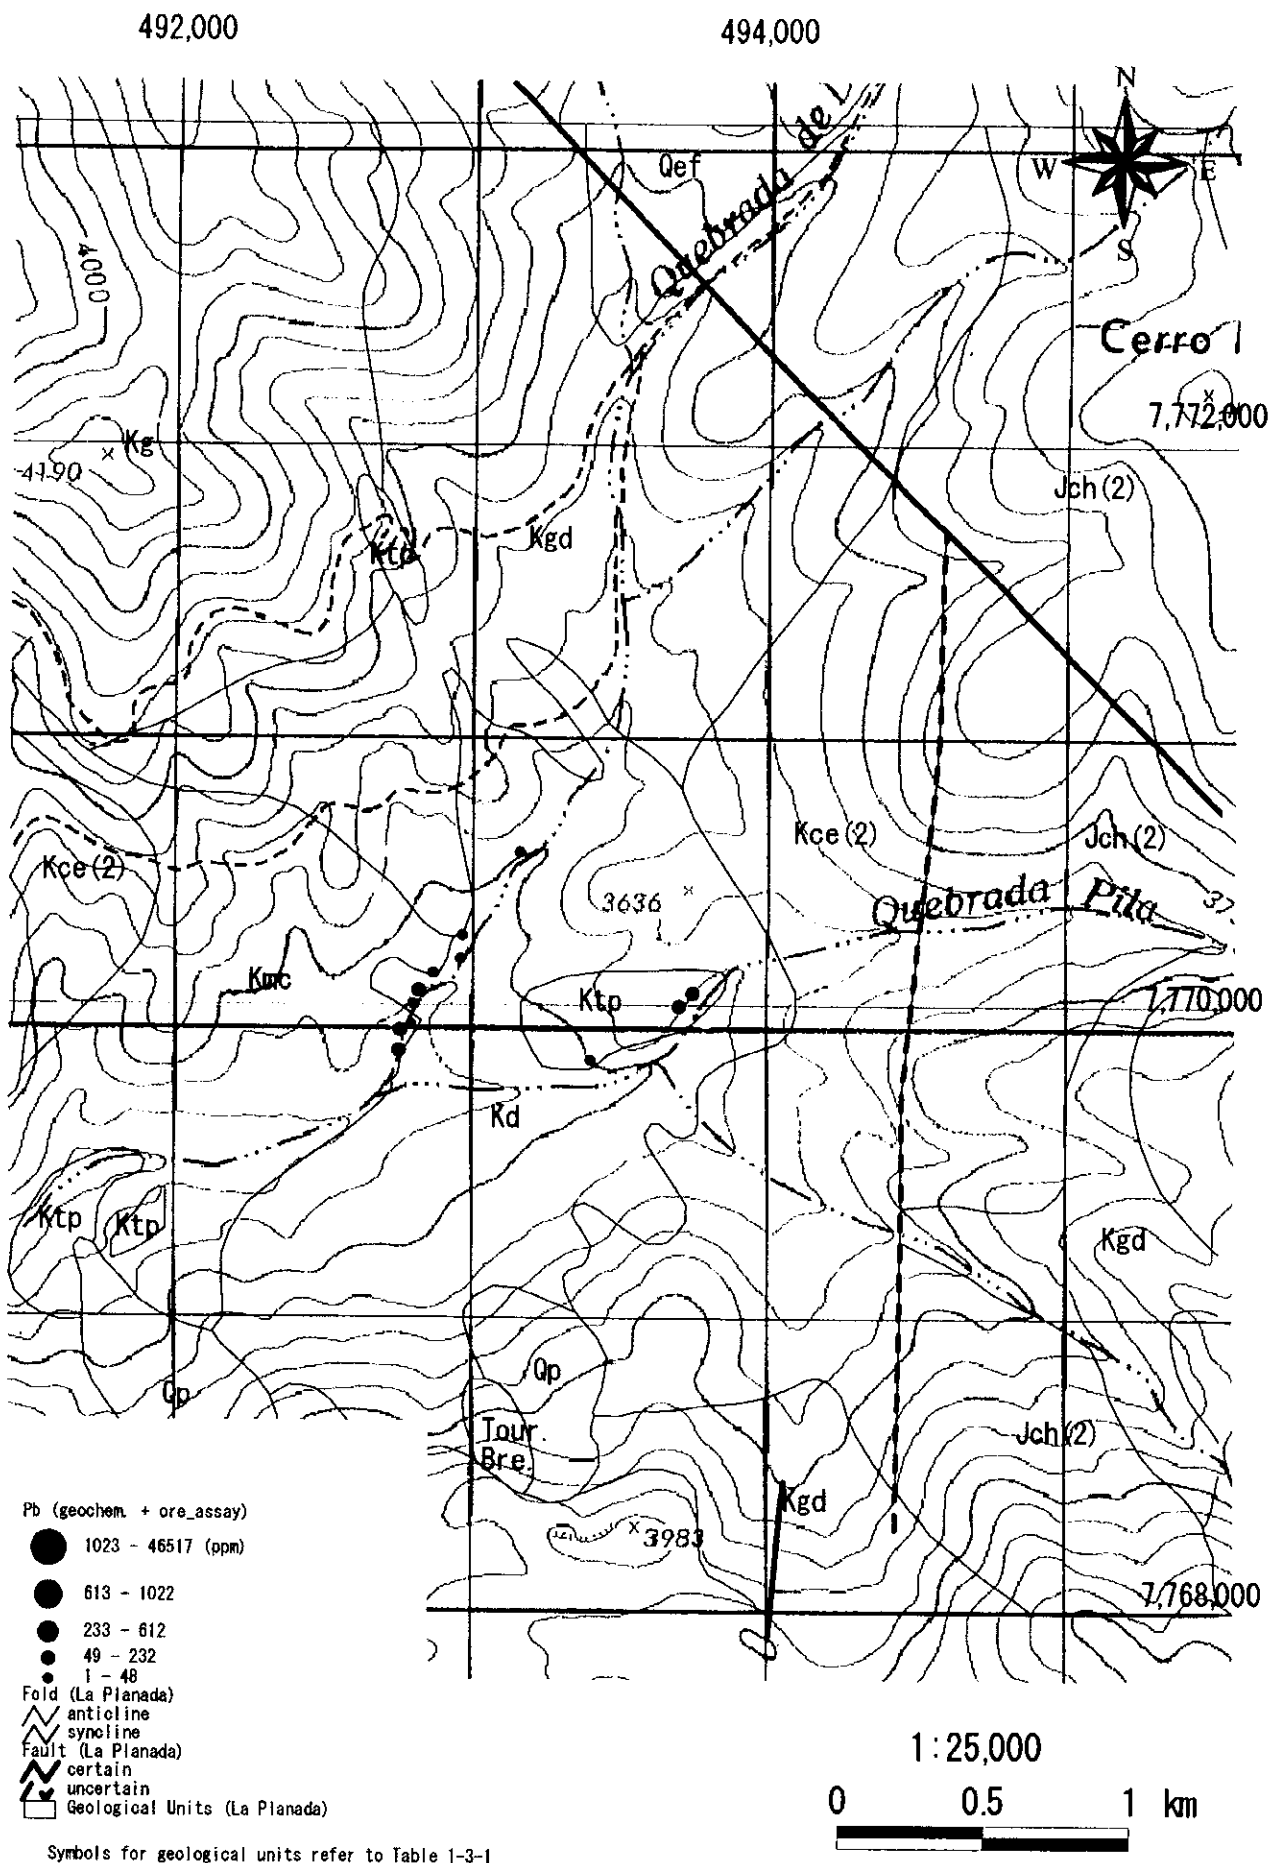 492,000 494,000
N
W E
S
Qef
Quebrada de
4000
Cerro
7,772,000
Kg
4190
Jch(2)
Kgd
Ktp
Kce(2) Jch(2)
Kce(2)
Quebrada Pila
3636
37
Kmc
Ktp
7,770,000
Kd
Ktp Ktp
Kgd
Qp
Qp
Tour.
Bre.
Jch(2)
Kgd
3983
7,768,000
Pb (geochem. + ore_assay)
1023 - 46517 (ppm)
613 - 1022
233 - 612
49 - 232
1 - 48
Fold (La Planada)
anticline
syncline
Fault (La Planada)
certain
uncertain
Geological Units (La Planada)
1:25,000
0 0.5 1 km
Symbols for geological units refer to Table 1-3-1